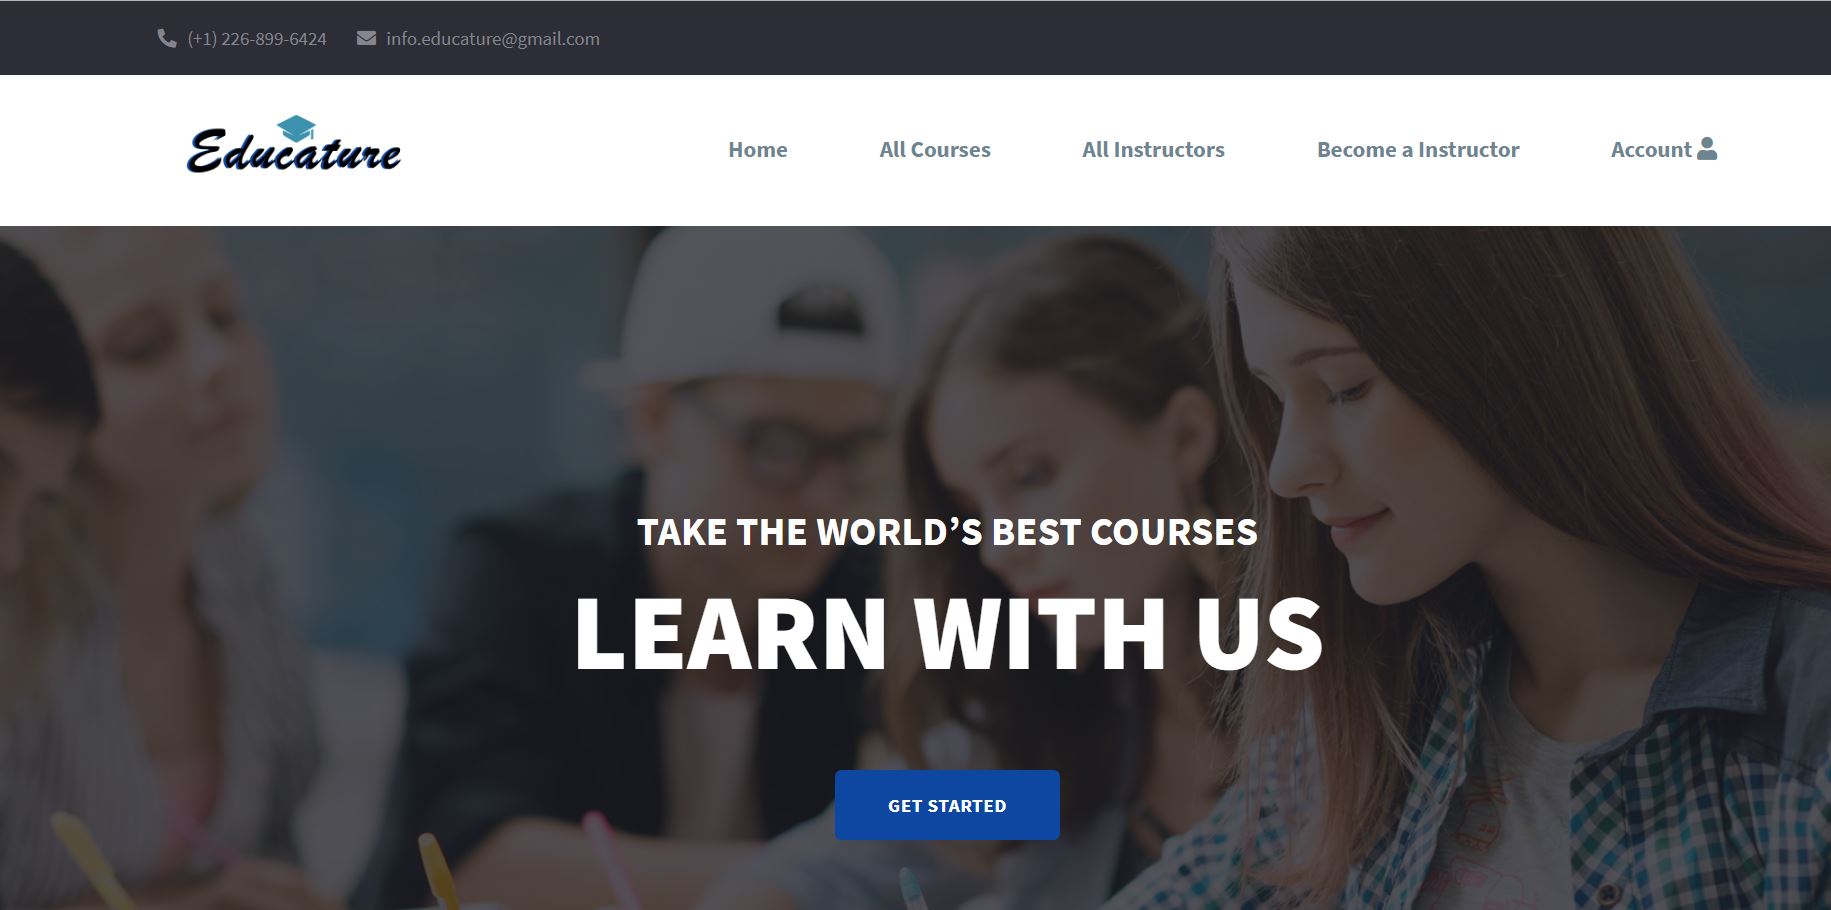 (+1) 226-899-6424 info.educature@gmail.com
Educature
Home All Courses All Instructors Become a Instructor Account
TAKE THE WORLD’S BEST COURSES
LEARN WITH US
GET STARTED